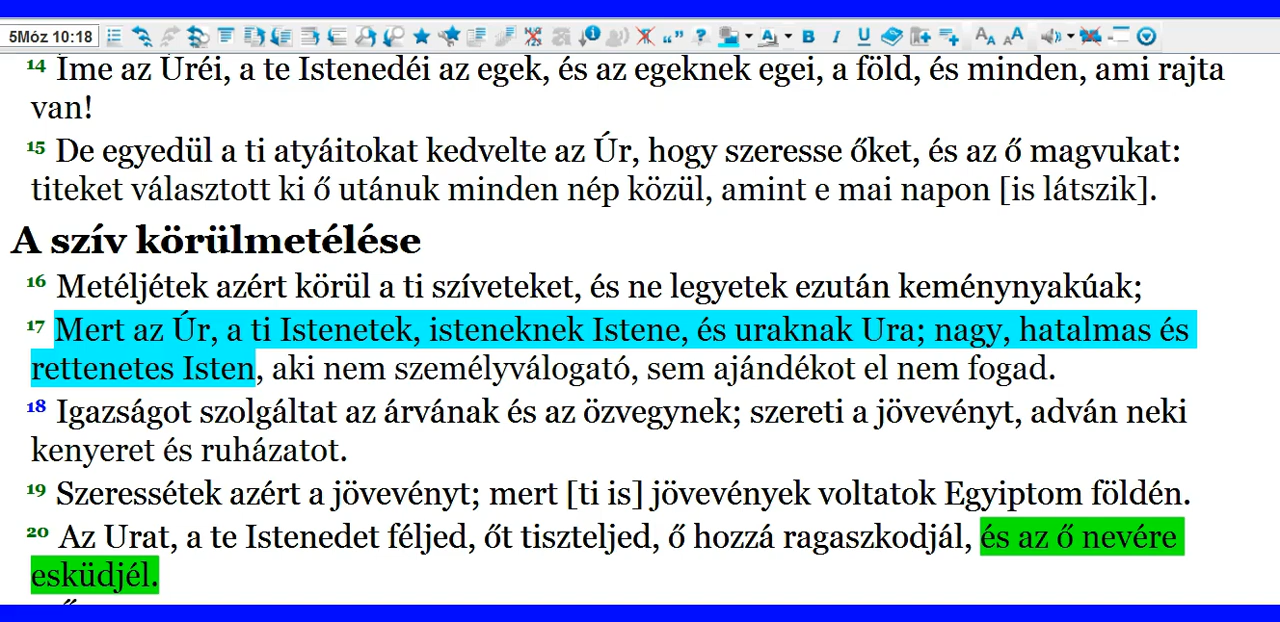 5Móz 10:18
14 Íme az Úréi, a te Istenedéi az egek, és az egeknek egei, a föld, és minden, ami rajta
van!
15 De egyedül a ti atyáitokat kedvelte az Úr, hogy szeresse őket, és az ő magvukat:
titeket választott ki ő utánuk minden nép közül, amint e mai napon [is látszik].
A szív körülmetélése
16 Metéljétek azért körül a ti szíveteket, és ne legyetek ezután keménynyakúak;
17 Mert az Úr, a ti Istenetek, isteneknek Istene, és uraknak Ura; nagy, hatalmas és
rettenetes Isten, aki nem személyválogató, sem ajándékot el nem fogad.
18 Igazságot szolgáltat az árvának és az özvegynek; szereti a jövevényt, adván neki
kenyeret és ruházatot.
19 Szeressétek azért a jövevényt; mert [ti is] jövevények voltatok Egyiptom földén.
20 Az Urat, a te Istenedet féljed, őt tiszteljed, ő hozzá ragaszkodjál, és az ő nevére
esküdjél.